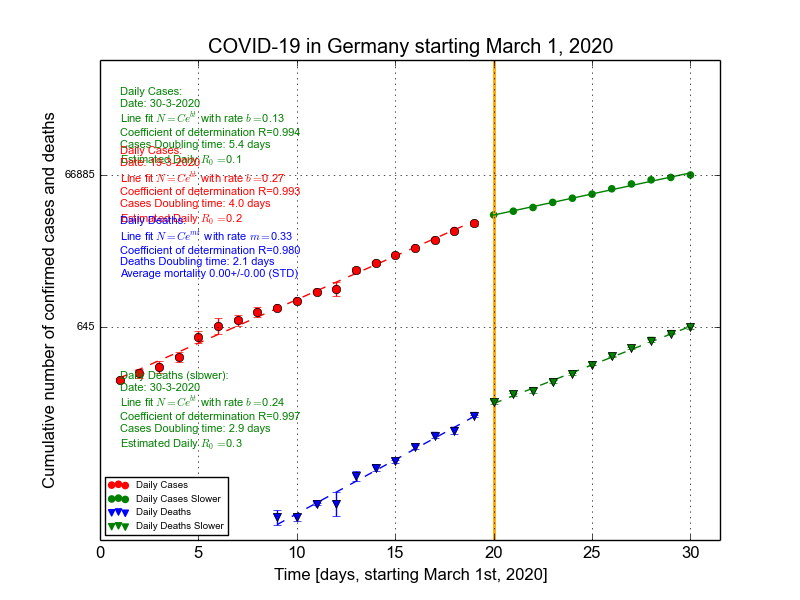 COVID-19 in Germany starting March 1, 2020
Cumulative number of confirmed cases and deaths
Daily Cases:
Date: 30-3-2020
Line fit N=Ce^{bt} with rate b=0.13
Coefficient of determination R=0.994
Cases Doubling time: 5.4 days
Estimated Daily R_0=0.1
Daily Cases:
Date: 19-3-2020
Line fit N=Ce^{bt} with rate b=0.27
Coefficient of determination R=0.993
Cases Doubling time: 4.0 days
Estimated Daily R_0=0.2
Daily Deaths:
Line fit N=Ce^{mt} with rate m=0.33
Coefficient of determination R=0.980
Deaths Doubling time: 2.1 days
Average mortality 0.00+/-0.00 (STD)
66885
645
Daily Deaths (slower):
Date: 30-3-2020
Line fit N=Ce^{bt} with rate b=0.24
Coefficient of determination R=0.997
Cases Doubling time: 2.9 days
Estimated Daily R_0=0.3
Daily Cases
Daily Cases Slower
Daily Deaths
Daily Deaths Slower
0 5 10 15 20 25 30
Time [days, starting March 1st, 2020]